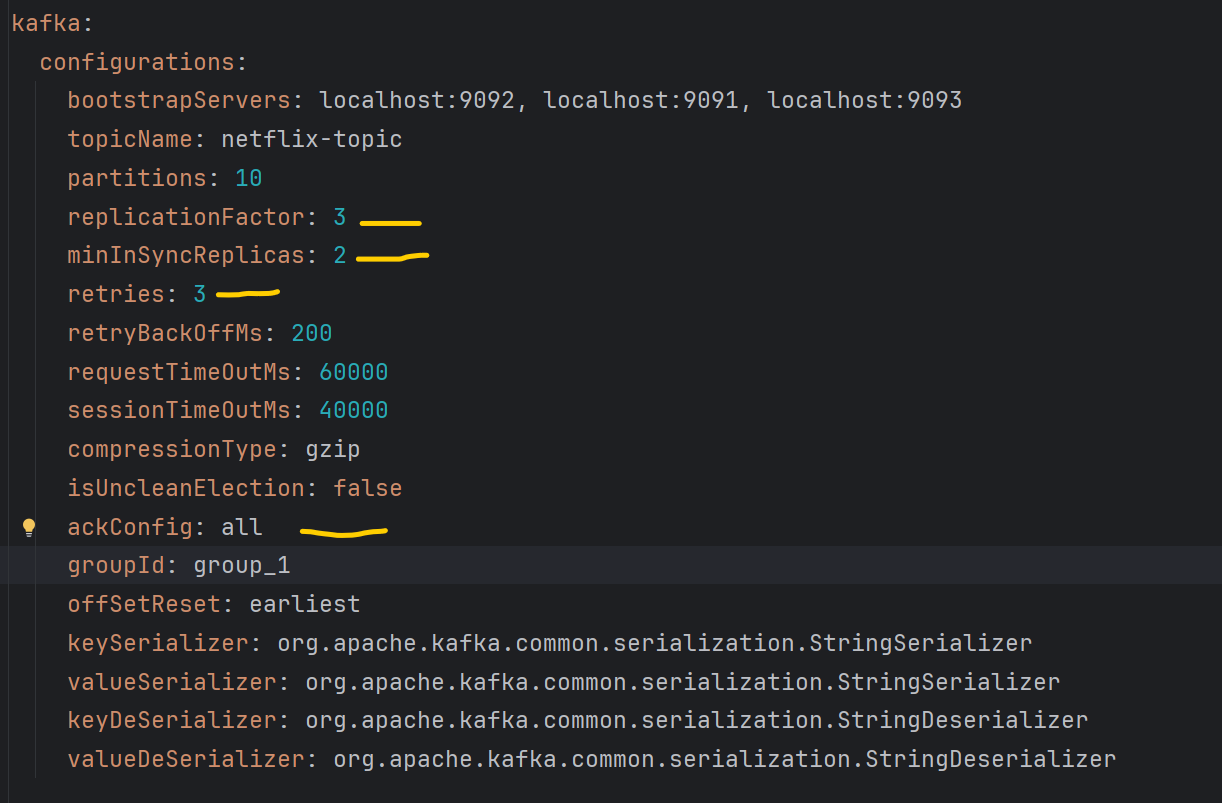 kafka:
configurations:
bootstrapServers: localhost:9092, localhost:9091, localhost:9093
topicName: netflix-topic
partitions: 10
replicationFactor: 3
minInSyncReplicas: 2
retries: 3
retryBackOffMs: 200
requestTimeOutMs: 60000
sessionTimeOutMs: 40000
compressionType: gzip
isUncleanElection: false
ackConfig: all
groupId: group_1
offSetReset: earliest
keySerializer: org.apache.kafka.common.serialization.StringSerializer
valueSerializer: org.apache.kafka.common.serialization.StringSerializer
keyDeSerializer: org.apache.kafka.common.serialization.StringDeserializer
valueDeSerializer: org.apache.kafka.common.serialization.StringDeserializer